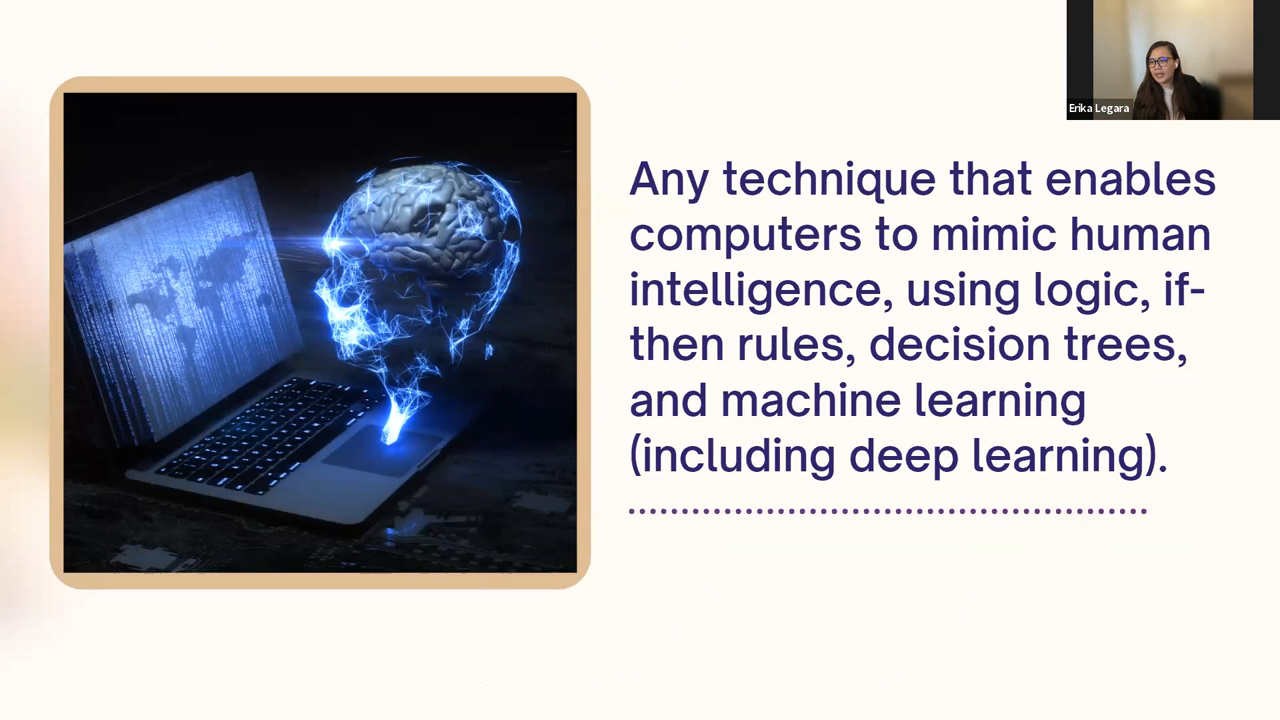 Erika Legara
Any technique that enables
computers to mimic human
intelligence, using logic, if-
then rules, decision trees,
and machine learning
(including deep learning).